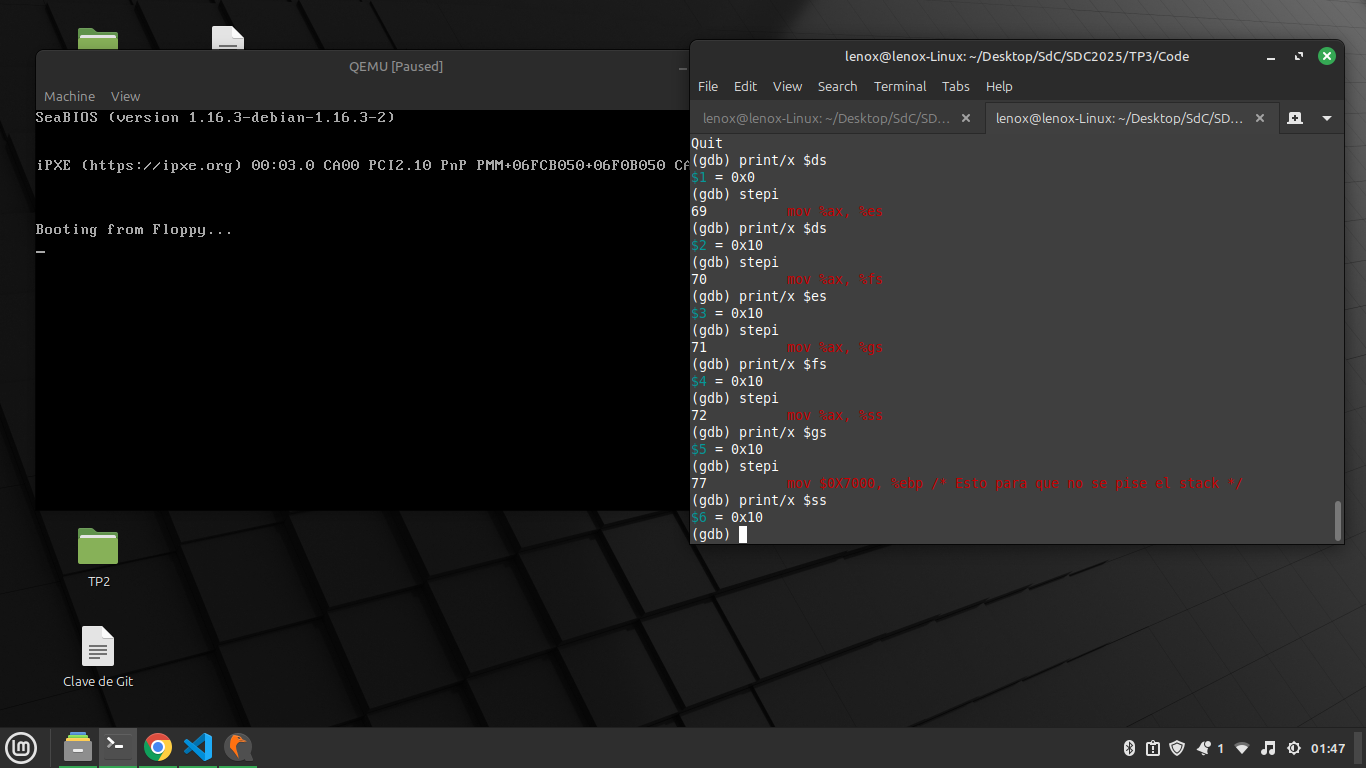 QEMU [Paused]
Machine View
SeaBIOS (version 1.16.3-debian-1.16.3-2)
iPXE (https://ipxe.org) 00:03.0 CA00 PCI2.10 PnP PMM+06FCB050+06F0B050 CA
Booting from Floppy...
lenox@lenox-Linux: ~/Desktop/SdC/SDC2025/TP3/Code
File Edit View Search Terminal Tabs Help
lenox@lenox-Linux: ~/Desktop/SdC/SD...
lenox@lenox-Linux: ~/Desktop/SdC/SD...
Quit
(gdb) print/x $ds
$1 = 0x0
(gdb) stepi
69 mov %ax, %es
(gdb) print/x $ds
$2 = 0x10
(gdb) stepi
70 mov %ax, %fs
(gdb) print/x $es
$3 = 0x10
(gdb) stepi
71 mov %ax, %gs
(gdb) print/x $fs
$4 = 0x10
(gdb) stepi
72 mov %ax, %ss
(gdb) print/x $gs
$5 = 0x10
(gdb) stepi
77 mov $0X7000, %ebp /* Esto para que no se pise el stack */
(gdb) print/x $ss
$6 = 0x10
(gdb)
TP2
Clave de Git
1
01:47